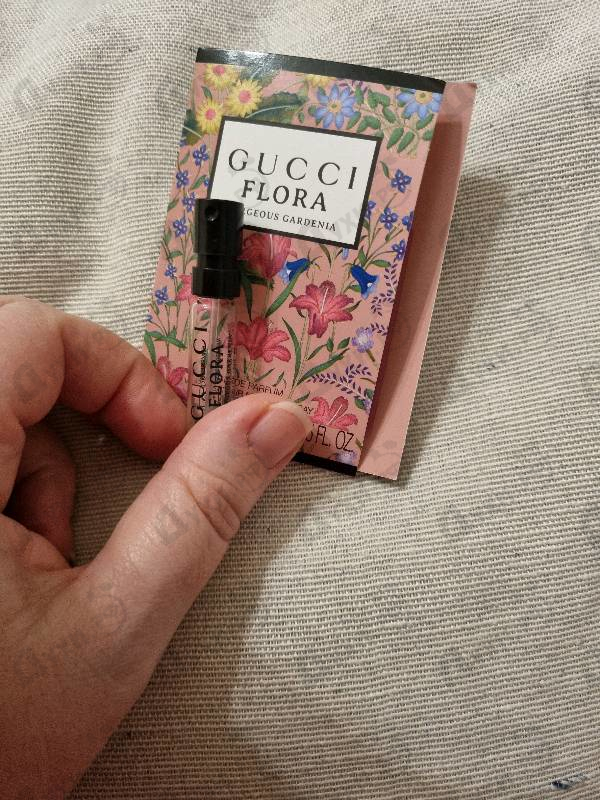 GUCCI
FLORA
GEOUS GARDENIA
GUCCI
FLORA
DE PARFUM
FL. OZ